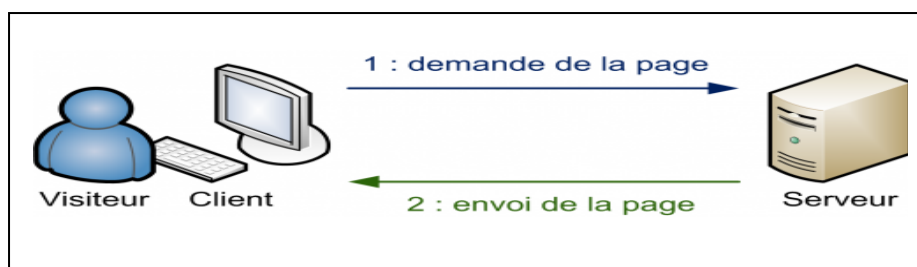 1 : demande de la page
Visiteur
Client
2 : envoi de la page
Serveur